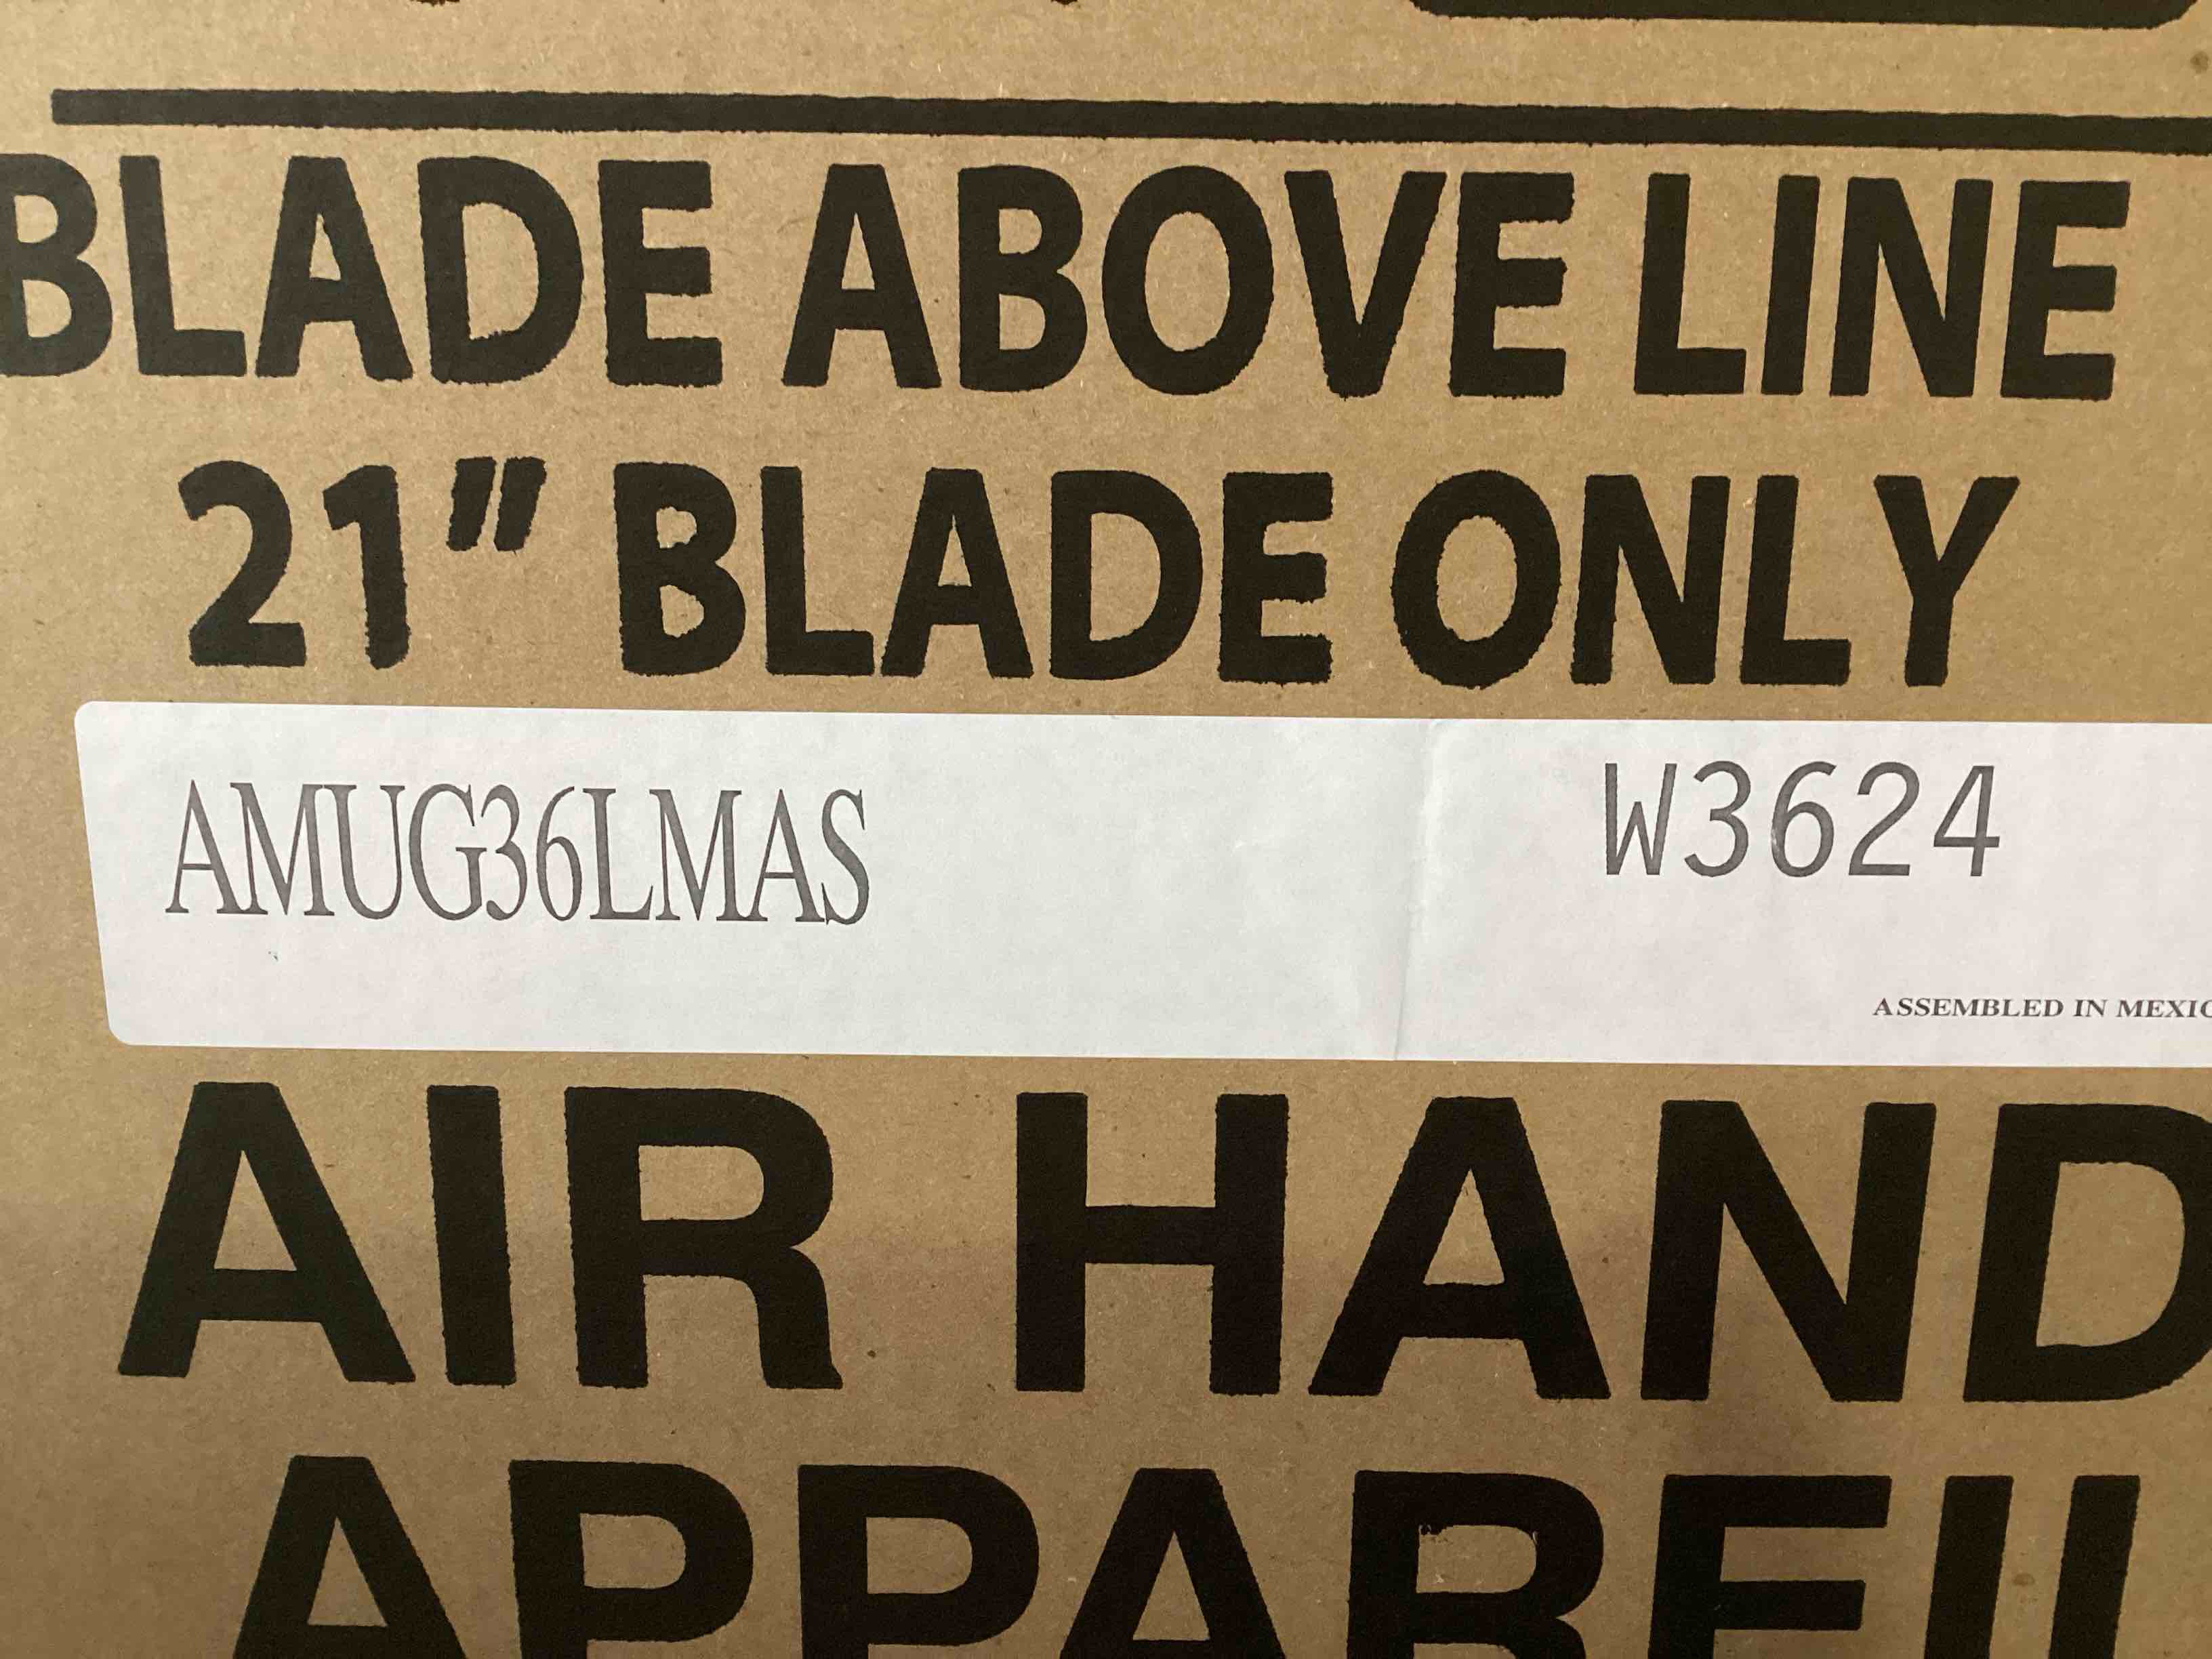 BLADE ABOVE LINE
21" BLADE ONLY
AMUG36LMAS W3624
ASSEMBLED IN MEXIC
AIR HAND
APPAREIL